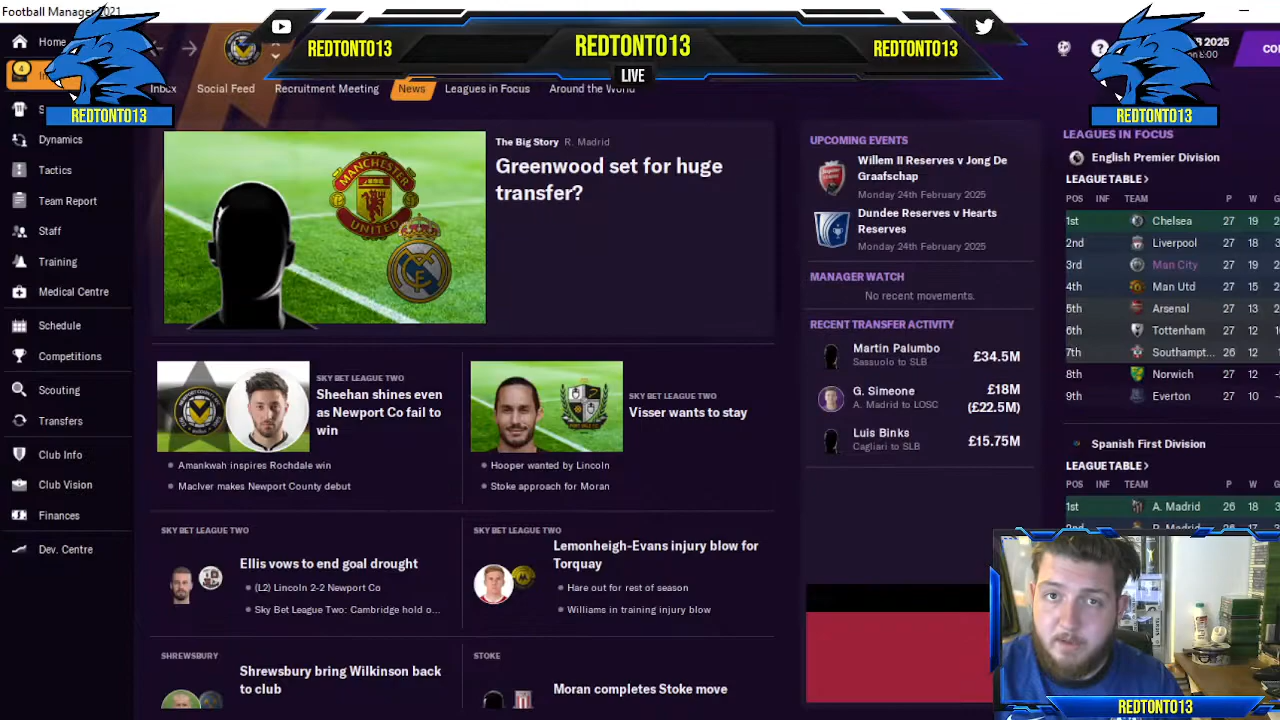 Football Manager 2021
REDTONTO13
REDTONTO13
REDTONTO13
LIVE
REDTONTO13
REDTONTO13
Home
4
B 2025
8:00
Inbox
Social Feed
Recruitment Meeting
News
Leagues in Focus
Around the World
Dynamics
Tactics
Team Report
Staff
Training
Medical Centre
Schedule
Competitions
Scouting
Transfers
Club Info
Club Vision
Finances
Dev. Centre
The Big Story R. Madrid
Greenwood set for huge
transfer?
MANCHESTER
UNITED
SKY BET LEAGUE TWO
Sheehan shines even
as Newport Co fail to
win
Amankwah inspires Rochdale win
MacIver makes Newport County debut
SKY BET LEAGUE TWO
Visser wants to stay
Hooper wanted by Lincoln
Stoke approach for Moran
SKY BET LEAGUE TWO
Ellis vows to end goal drought
(L2) Lincoln 2-2 Newport Co
Sky Bet League Two: Cambridge hold o...
SKY BET LEAGUE TWO
Lemonheigh-Evans injury blow for
Torquay
Hare out for rest of season
Williams in training injury blow
SHREWSBURY
Shrewsbury bring Wilkinson back
to club
STOKE
Moran completes Stoke move
UPCOMING EVENTS
Willem II Reserves v Jong De
Graafschap
Monday 24th February 2025
Dundee Reserves v Hearts
Reserves
Monday 24th February 2025
MANAGER WATCH
No recent movements.
RECENT TRANSFER ACTIVITY
Martin Palumbo £34.5M
Sassuolo to SLB
G. Simeone £18M
A. Madrid to LOSC (£22.5M)
Luis Binks £15.75M
Cagliari to SLB
LEAGUES IN FOCUS
English Premier Division
LEAGUE TABLE >
POS INF TEAM P W
1st Chelsea 27 19 2
2nd Liverpool 27 18
3rd Man City 27 19 2
4th Man Utd 27 15
5th Arsenal 27 13
6th Tottenham 27 12
7th Southampt... 26 12
8th Norwich 27 12
9th Everton 27 10
Spanish First Division
LEAGUE TABLE >
POS INF TEAM P W
1st A. Madrid 26 18
2nd R. Madrid
REDTONTO13